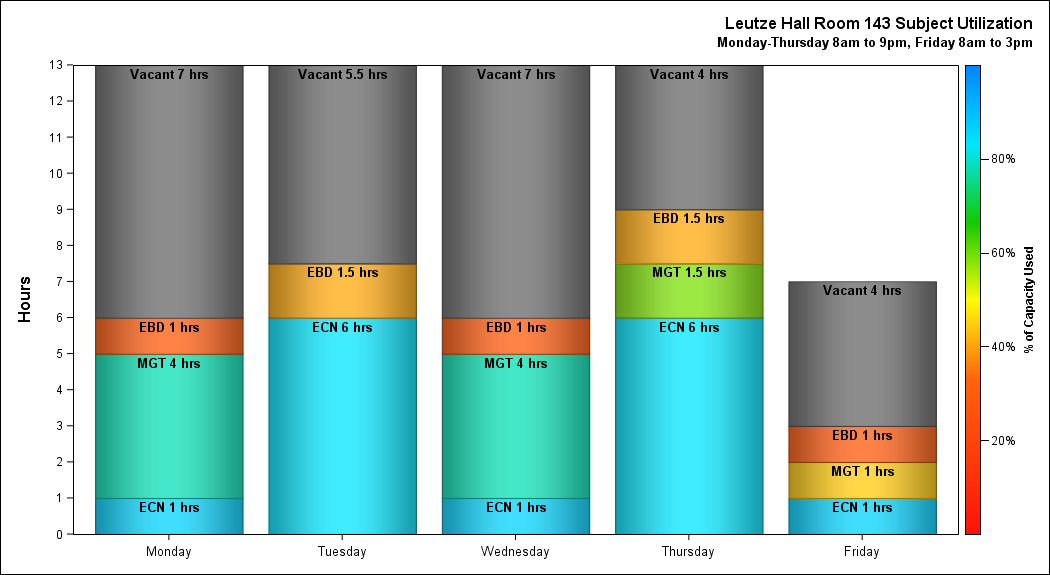 Leutze Hall Room 143 Subject Utilization
Monday-Thursday 8am to 9pm, Friday 8am to 3pm
Hours
13
12
11
10
9
8
7
6
5
4
3
2
1
0
Vacant 7 hrs
EBD 1 hrs
MGT 4 hrs
ECN 1 hrs
Monday
Vacant 5.5 hrs
EBD 1.5 hrs
ECN 6 hrs
Tuesday
Vacant 7 hrs
EBD 1 hrs
MGT 4 hrs
ECN 1 hrs
Wednesday
Vacant 4 hrs
EBD 1.5 hrs
MGT 1.5 hrs
ECN 6 hrs
Thursday
Vacant 4 hrs
EBD 1 hrs
MGT 1 hrs
ECN 1 hrs
Friday
80%
60%
40%
20%
% of Capacity Used